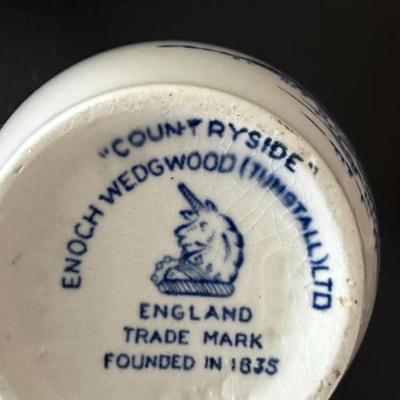 "COUNTRYSIDE"
ENOCH WEDGWOOD (TUNSTALL) LTD
ENGLAND
TRADE MARK
FOUNDED IN 1835